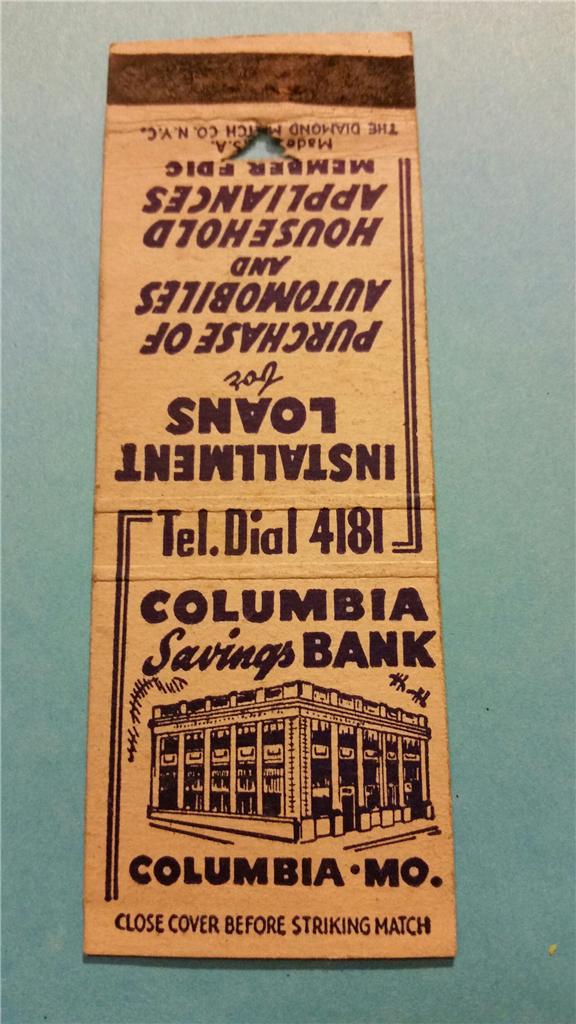 Tel. Dial 4181
COLUMBIA
Savings BANK
COLUMBIA • MO.
CLOSE COVER BEFORE STRIKING MATCH
INSTALLMENT
LOANS
for
PURCHASE OF
AUTOMOBILES
AND
HOUSEHOLD
APPLIANCES
MEMBER FDIC
Made U.S.A.
THE DIAMOND MATCH CO. N.Y.C.